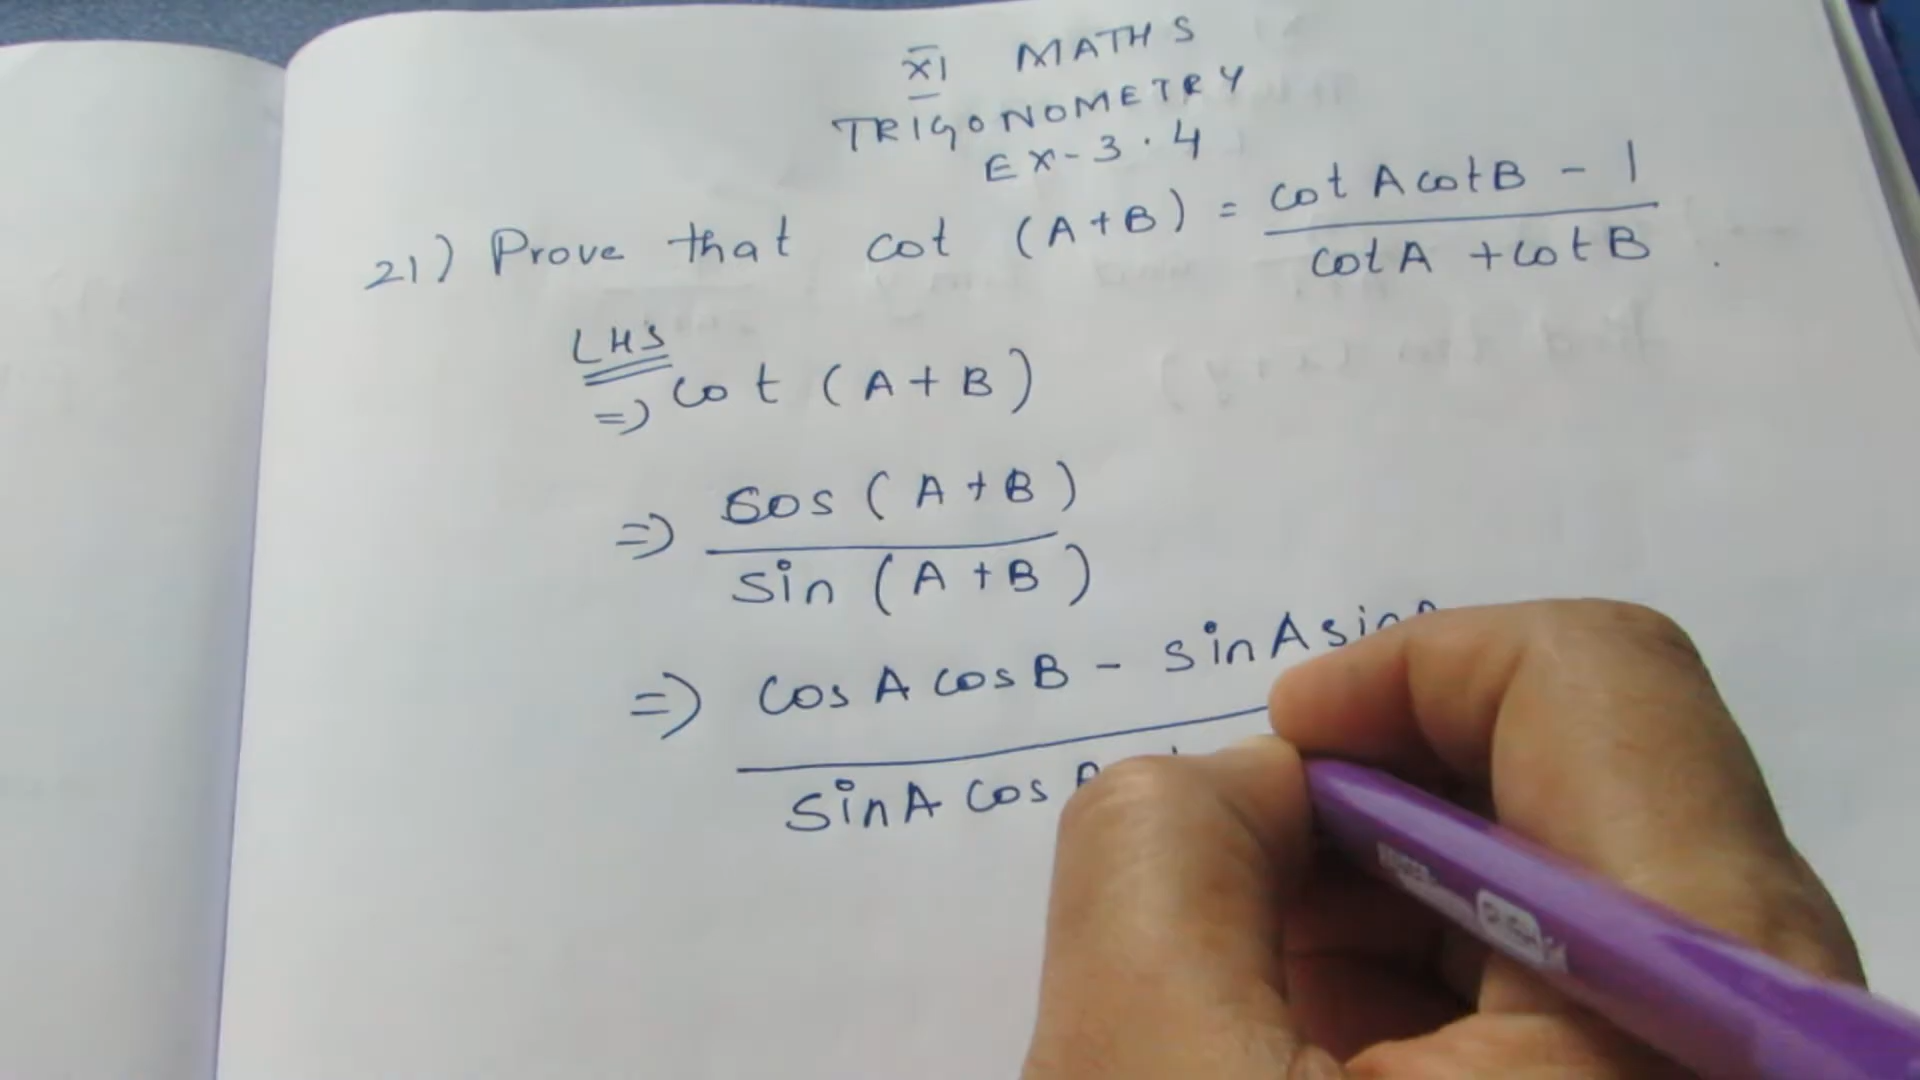 XI MATHS
TRIGONOMETRY
EX-3.4
21) Prove that cot (A+B) = cot A cot B - 1 / cot A + cot B .
LHS
=> cot (A+B)
=> cos (A+B) / sin (A+B)
=> cos A cos B - sin A sin
sin A cos